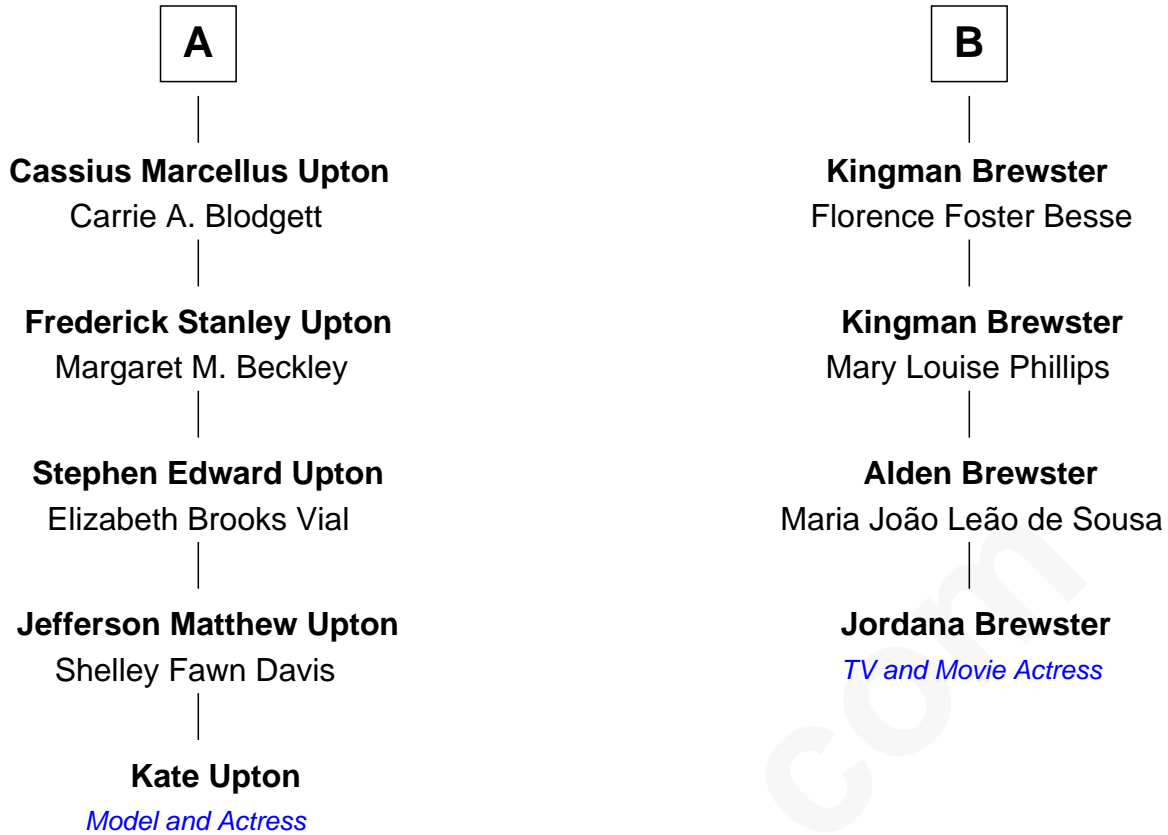 A
Cassius Marcellus Upton
Carrie A. Blodgett
Frederick Stanley Upton
Margaret M. Beckley
Stephen Edward Upton
Elizabeth Brooks Vial
Jefferson Matthew Upton
Shelley Fawn Davis
Kate Upton
Model and Actress
B
Kingman Brewster
Florence Foster Besse
Kingman Brewster
Mary Louise Phillips
Alden Brewster
Maria João Leão de Sousa
Jordana Brewster
TV and Movie Actress
com